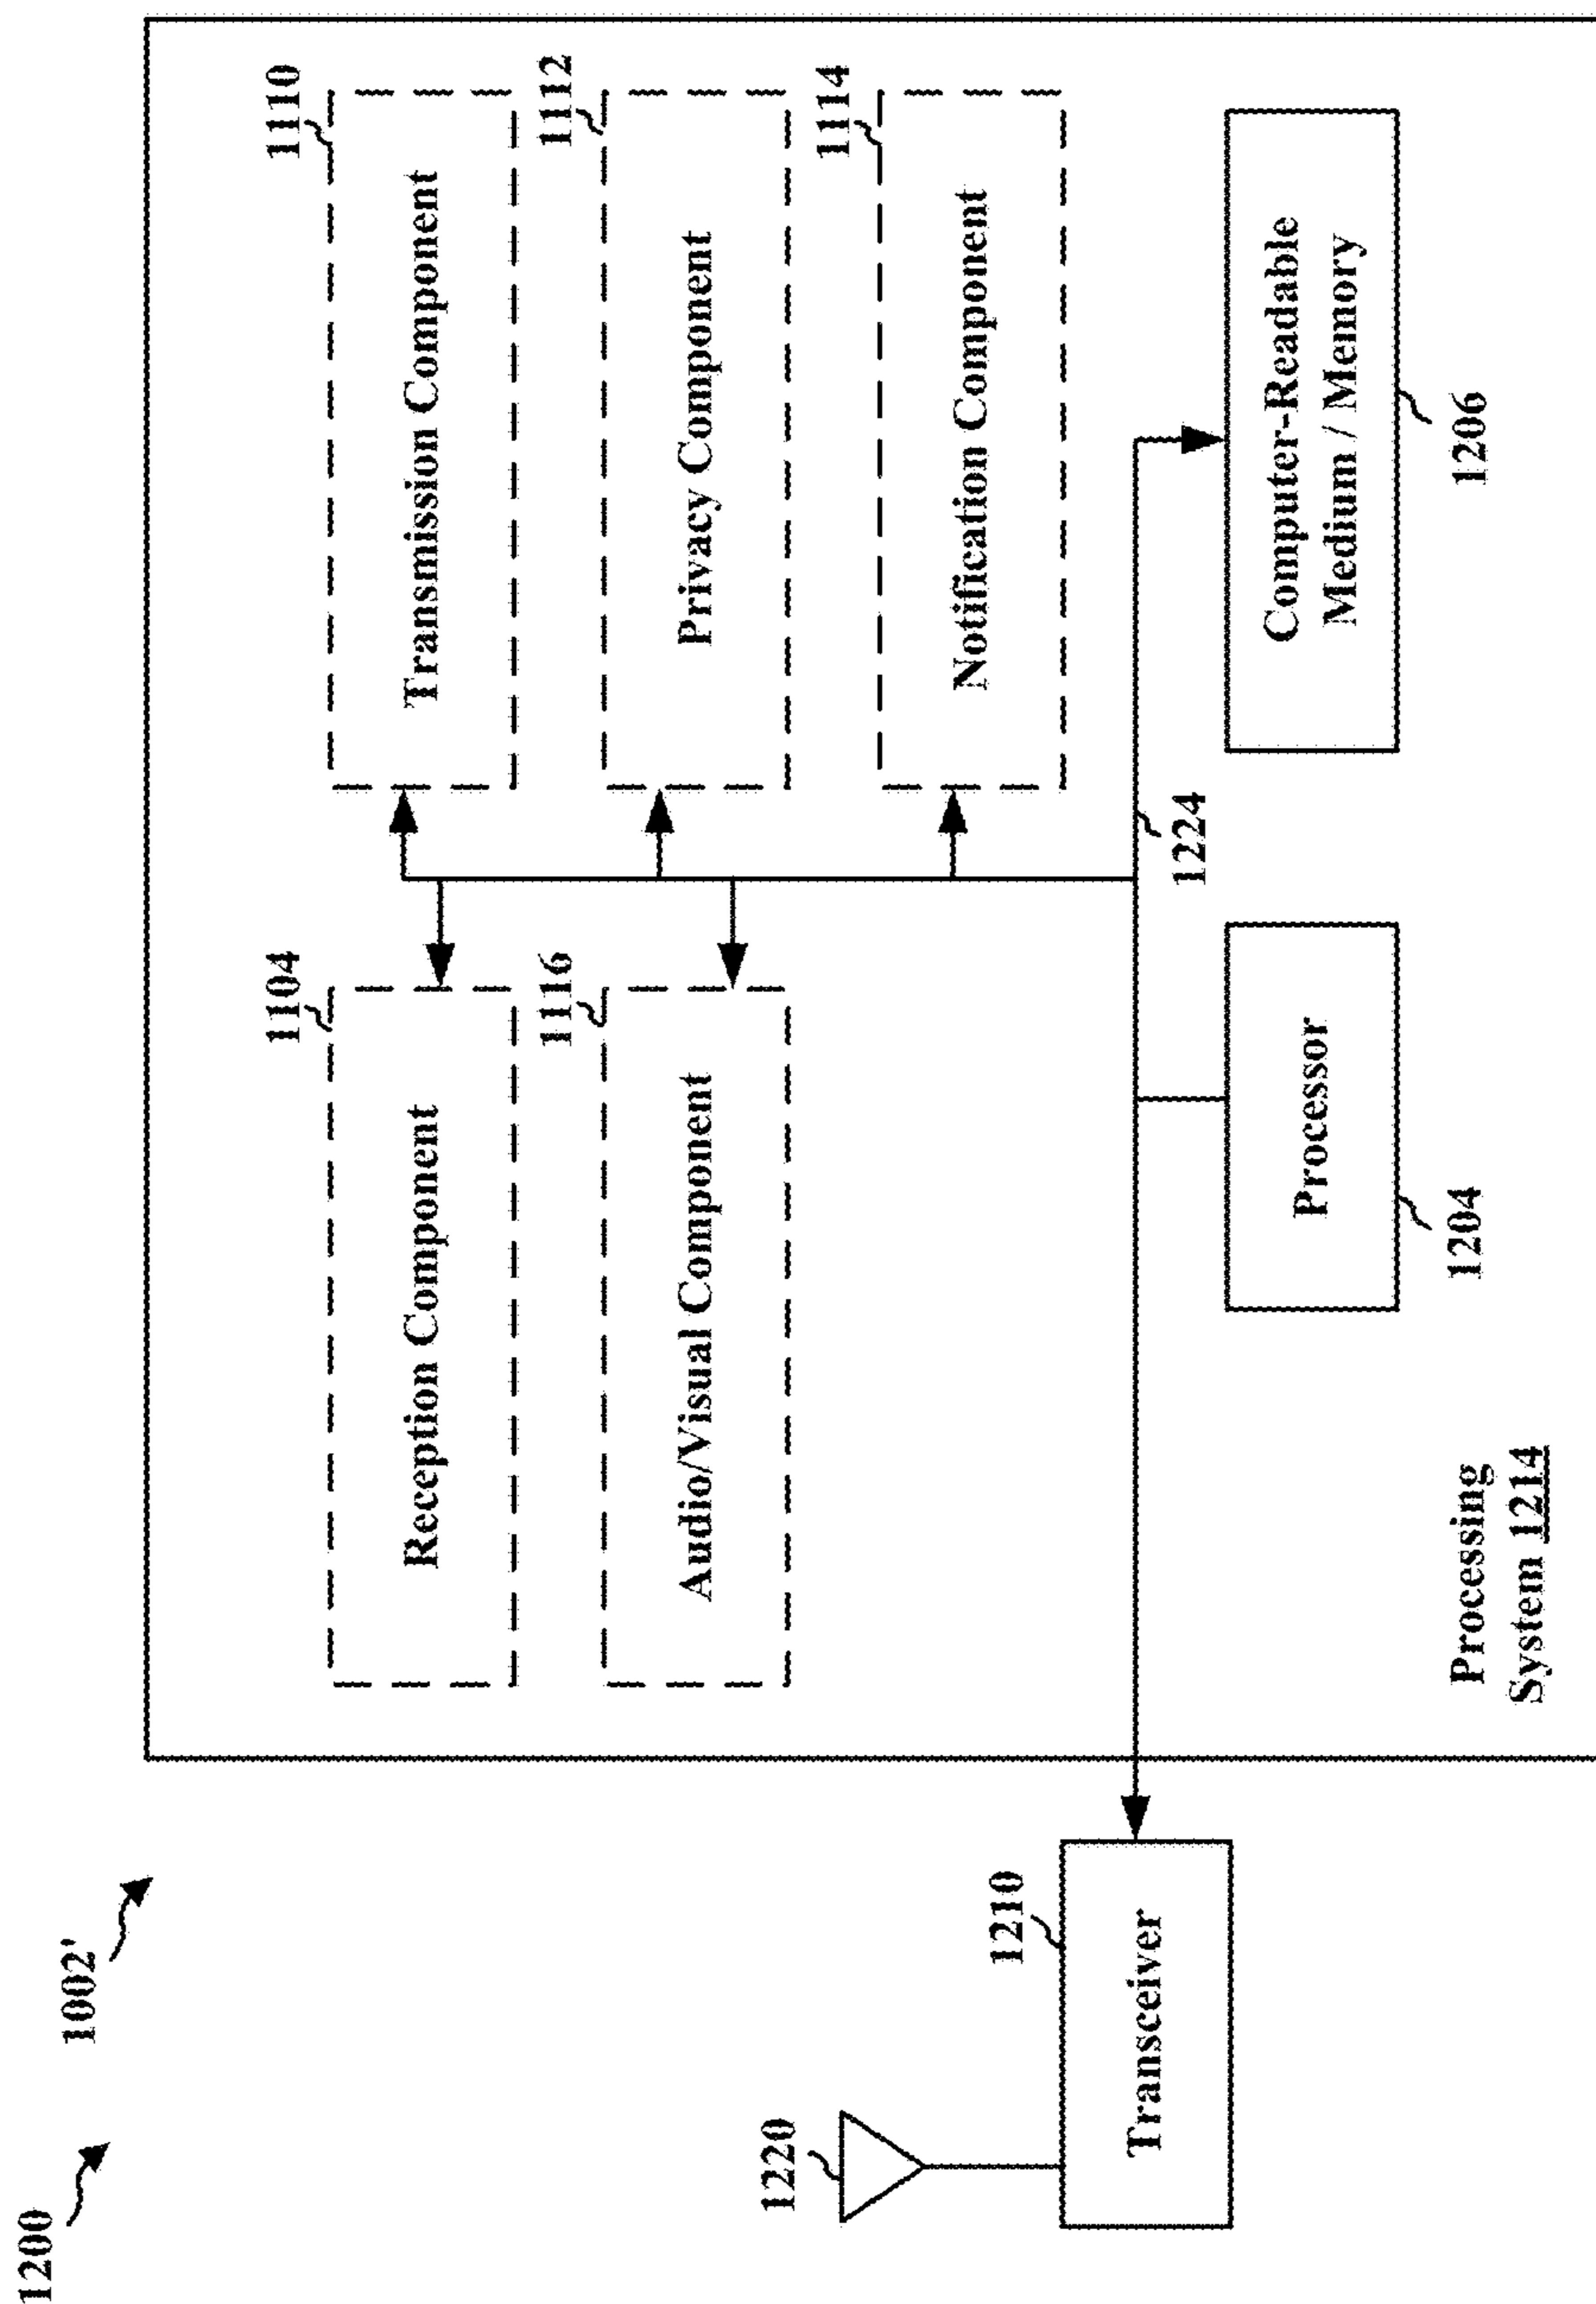 1200
1002'
1104
1110
Reception Component
Transmission Component
1116
1112
Audio/Visual Component
Privacy Component
1114
Notification Component
1220
1210
Transceiver
1224
Processor
Computer-Readable
Medium / Memory
1204
1206
Processing
System 1214